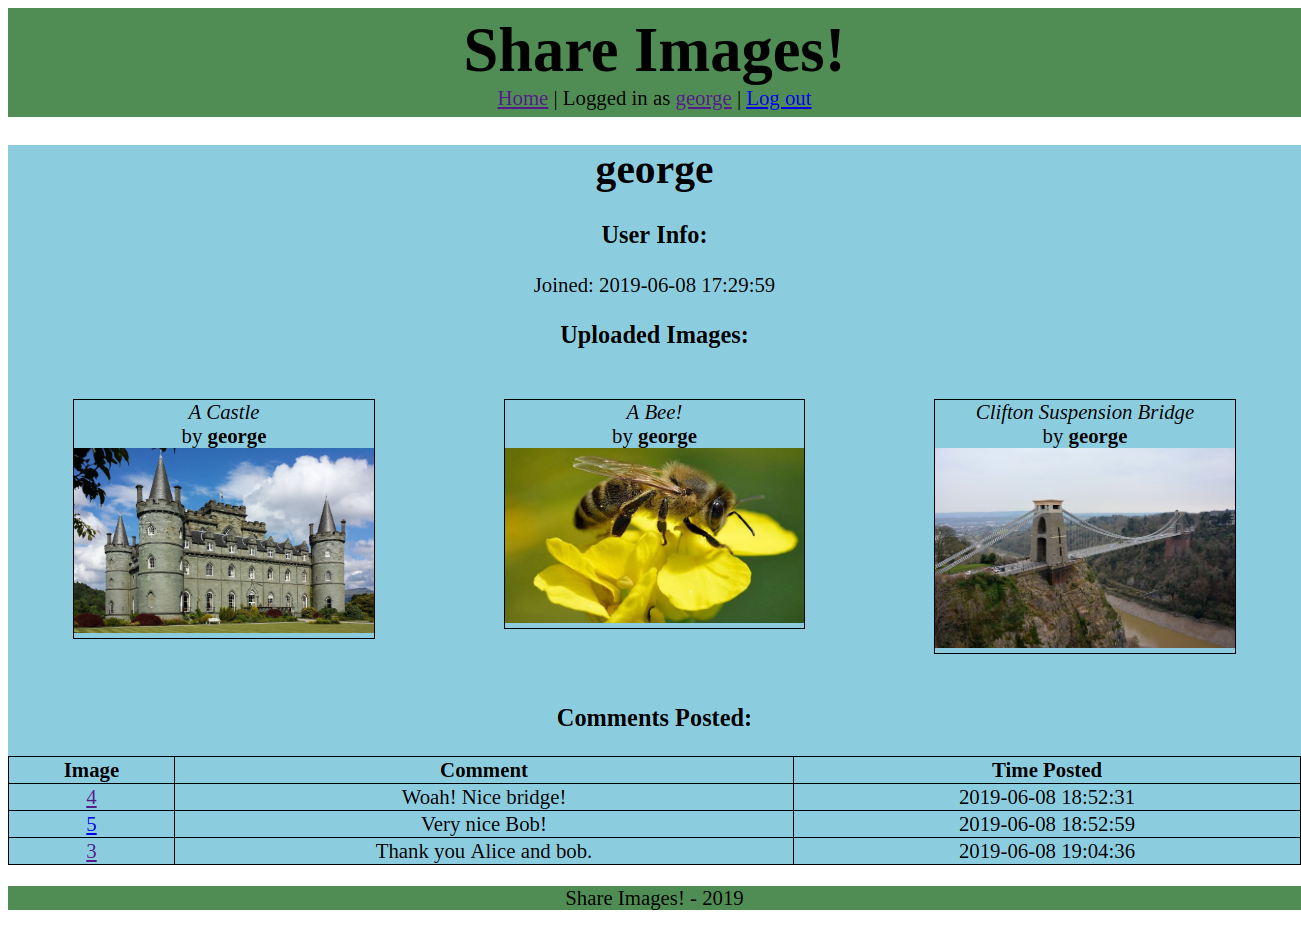 Share Images!
Home | Logged in as george | Log out
george
User Info:
Joined: 2019-06-08 17:29:59
Uploaded Images:
A Castle
by george
A Bee!
by george
Clifton Suspension Bridge
by george
Comments Posted:
Image Comment Time Posted
4 Woah! Nice bridge! 2019-06-08 18:52:31
5 Very nice Bob! 2019-06-08 18:52:59
3 Thank you Alice and bob. 2019-06-08 19:04:36
Share Images! - 2019